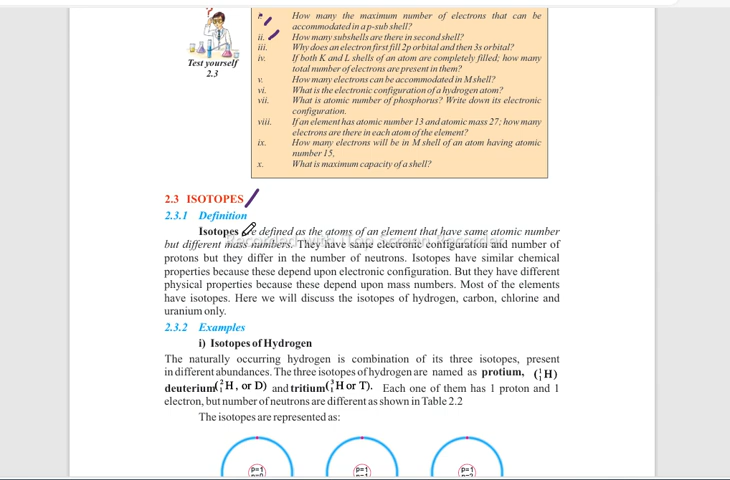 i. How many the maximum number of electrons that can be
accommodated in a p-sub shell?
ii. How many subshells are there in second shell?
iii. Why does an electron first fill 2p orbital and then 3s orbital?
iv. If both K and L shells of an atom are completely filled; how many
total number of electrons are present in them?
v. How many electrons can be accommodated in M shell?
vi. What is the electronic configuration of a hydrogen atom?
vii. What is atomic number of phosphorus? Write down its electronic
configuration.
viii. If an element has atomic number 13 and atomic mass 27; how many
electrons are there in each atom of the element?
ix. How many electrons will be in M shell of an atom having atomic
number 15.
x. What is maximum capacity of a shell?
Test yourself
2.3
2.3 ISOTOPES
2.3.1 Definition
Isotopes are defined as the atoms of an element that have same atomic number
but different mass numbers. They have same electronic configuration and number of
Recorded with iTop Screen Recorder
protons but they differ in the number of neutrons. Isotopes have similar chemical
properties because these depend upon electronic configuration. But they have different
physical properties because these depend upon mass numbers. Most of the elements
have isotopes. Here we will discuss the isotopes of hydrogen, carbon, chlorine and
uranium only.
2.3.2 Examples
i) Isotopes of Hydrogen
The naturally occurring hydrogen is combination of its three isotopes, present
in different abundances. The three isotopes of hydrogen are named as protium, (¹₁H)
deuterium(²₁H, or D) and tritium(³₁H or T). Each one of them has 1 proton and 1
electron, but number of neutrons are different as shown in Table 2.2
The isotopes are represented as:
p=1 p=1 p=1
n=0 n=1 n=2